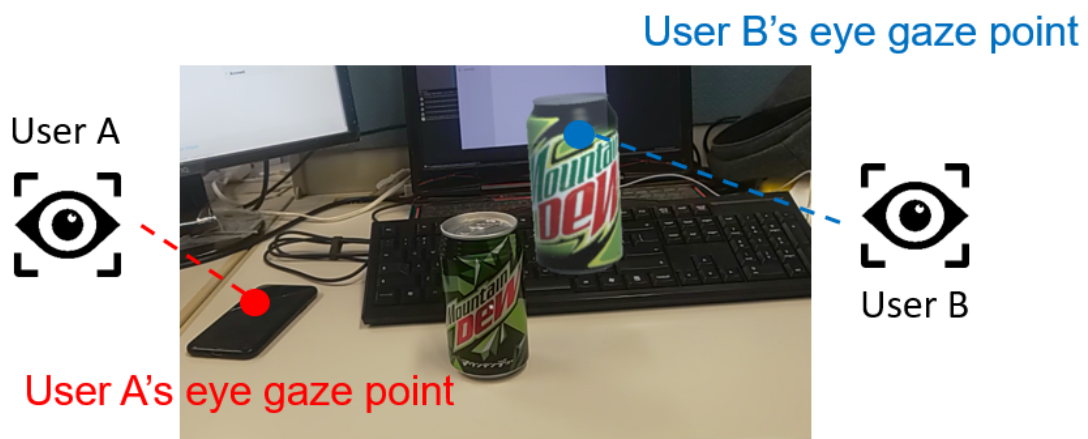 User B's eye gaze point
User A
Mountain
DEW
Mountain
DEW
User B
User A's eye gaze point